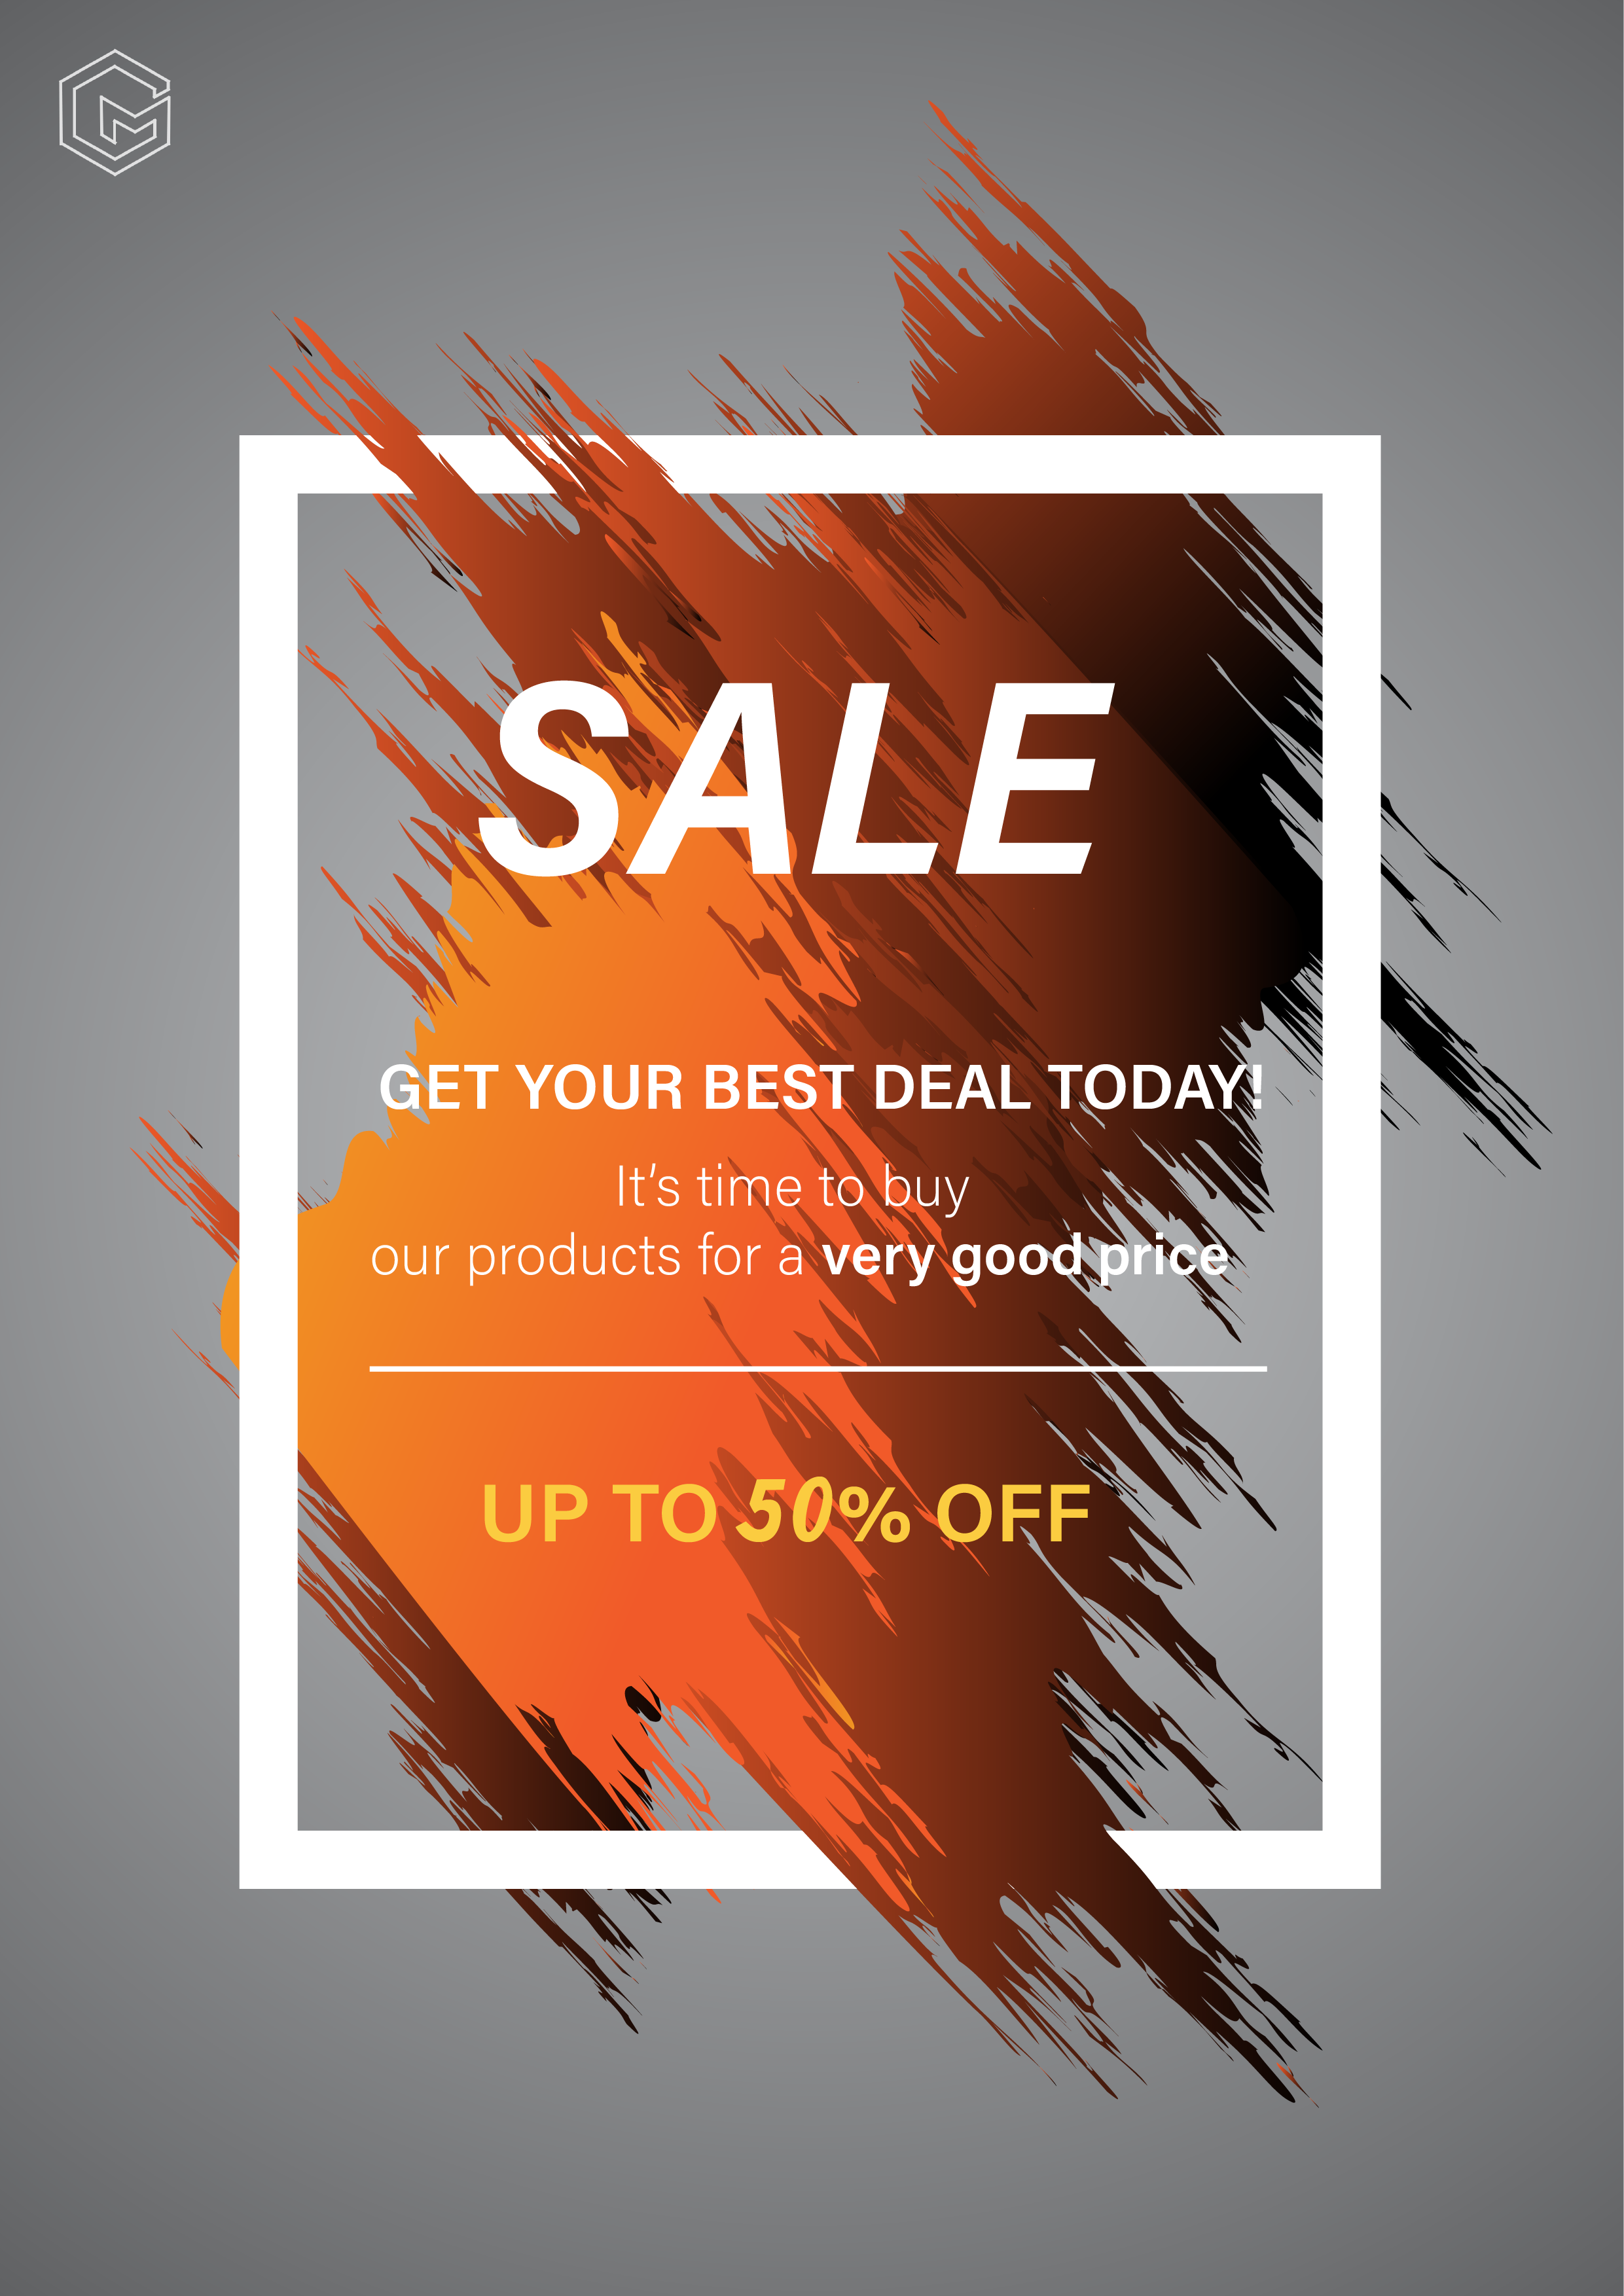 SALE
GET YOUR BEST DEAL TODAY!
It's time to buy
our products for a very good price
UP TO 50% OFF